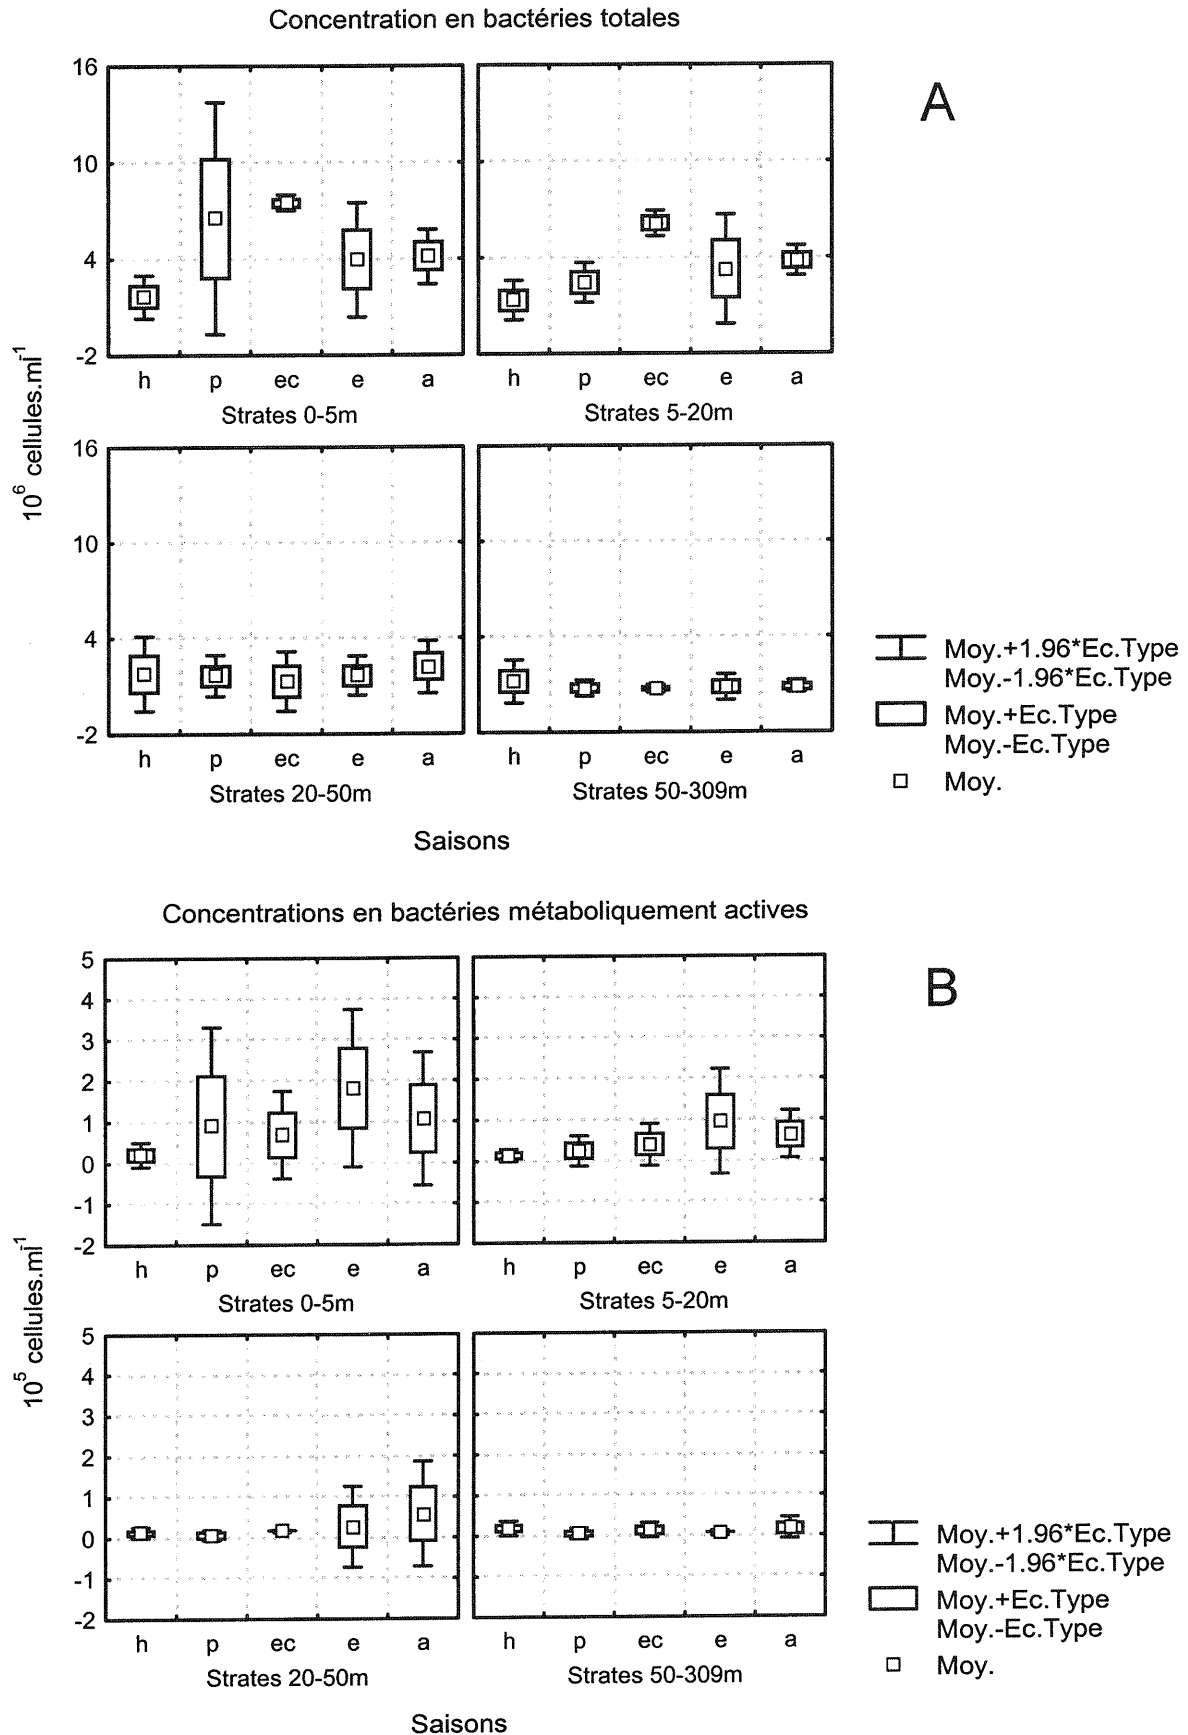 Concentration en bactéries totales
A
16
10
4
-2
h p ec e a
h p ec e a
Strates 0-5m
Strates 5-20m
10⁶ cellules.ml⁻¹
16
10
4
-2
h p ec e a
h p ec e a
Strates 20-50m
Strates 50-309m
Saisons
Moy.+1.96*Ec.Type
Moy.-1.96*Ec.Type
Moy.+Ec.Type
Moy.-Ec.Type
Moy.
Concentrations en bactéries métaboliquement actives
B
5
4
3
2
1
0
-1
-2
h p ec e a
h p ec e a
Strates 0-5m
Strates 5-20m
10⁵ cellules.ml⁻¹
5
4
3
2
1
0
-1
-2
h p ec e a
h p ec e a
Strates 20-50m
Strates 50-309m
Saisons
Moy.+1.96*Ec.Type
Moy.-1.96*Ec.Type
Moy.+Ec.Type
Moy.-Ec.Type
Moy.